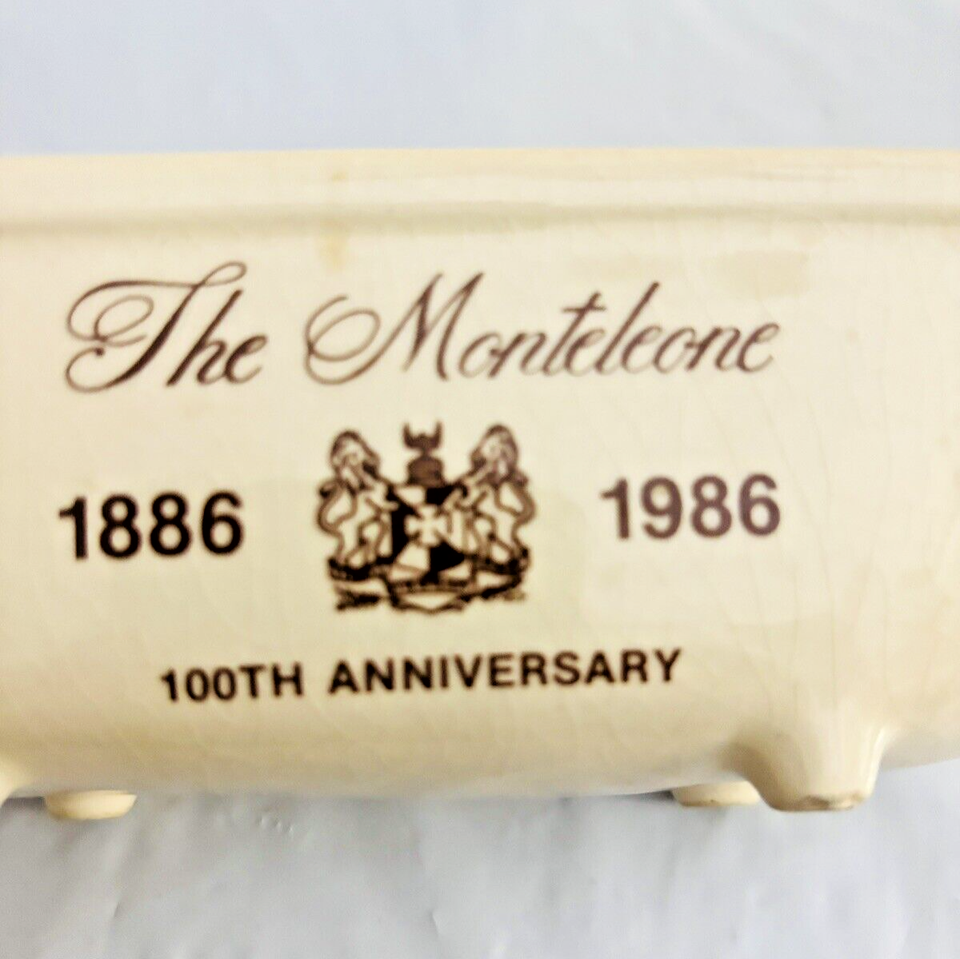 The Monteleone
1886 1986
100TH ANNIVERSARY